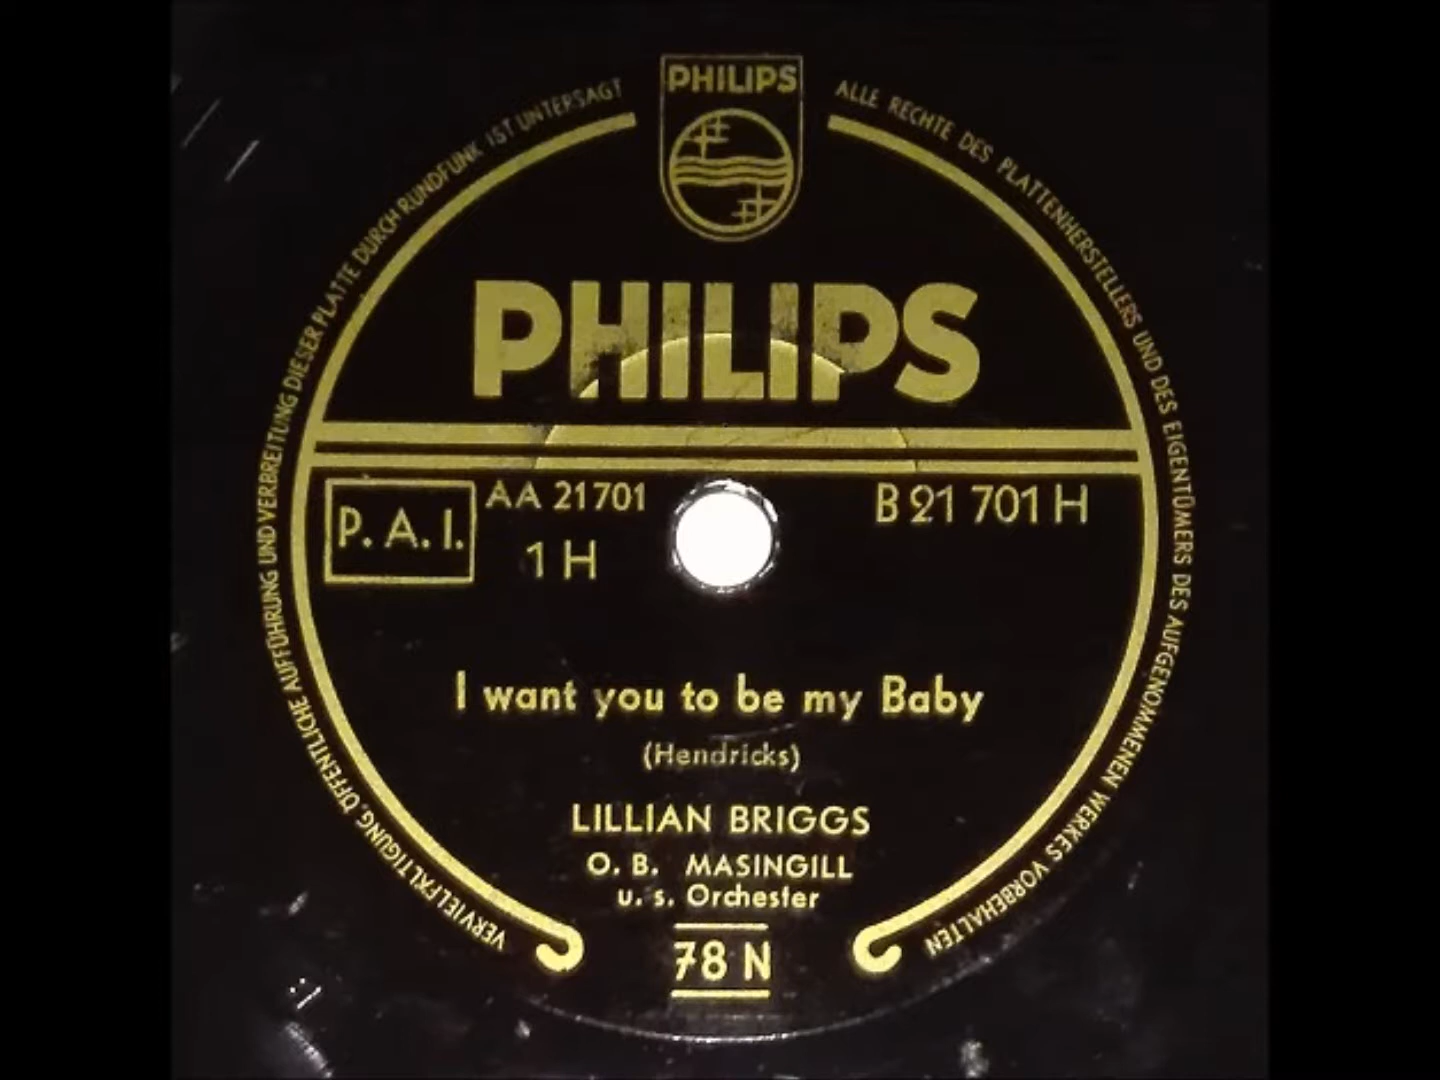 PHILIPS
VERVIELFÄLTIGUNG, ÖFFENTLICHE AUFFÜHRUNG UND VERBREITUNG DIESER PLATTE DURCH RUNDFUNK IST UNTERSAGT
ALLE RECHTE DES PLATTENHERSTELLERS UND DES EIGENTÜMERS DES AUFGENOMMENEN WERKES VORBEHALTEN
PHILIPS
P. A. I.
AA 21701
1 H
B 21 701 H
I want you to be my Baby
(Hendricks)
LILLIAN BRIGGS
O. B. MASINGILL
u. s. Orchester
78 N